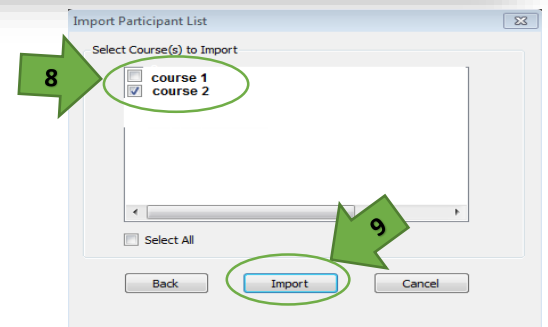 Import Participant List
Select Course(s) to Import
8
course 1
course 2
9
Select All
Back
Import
Cancel